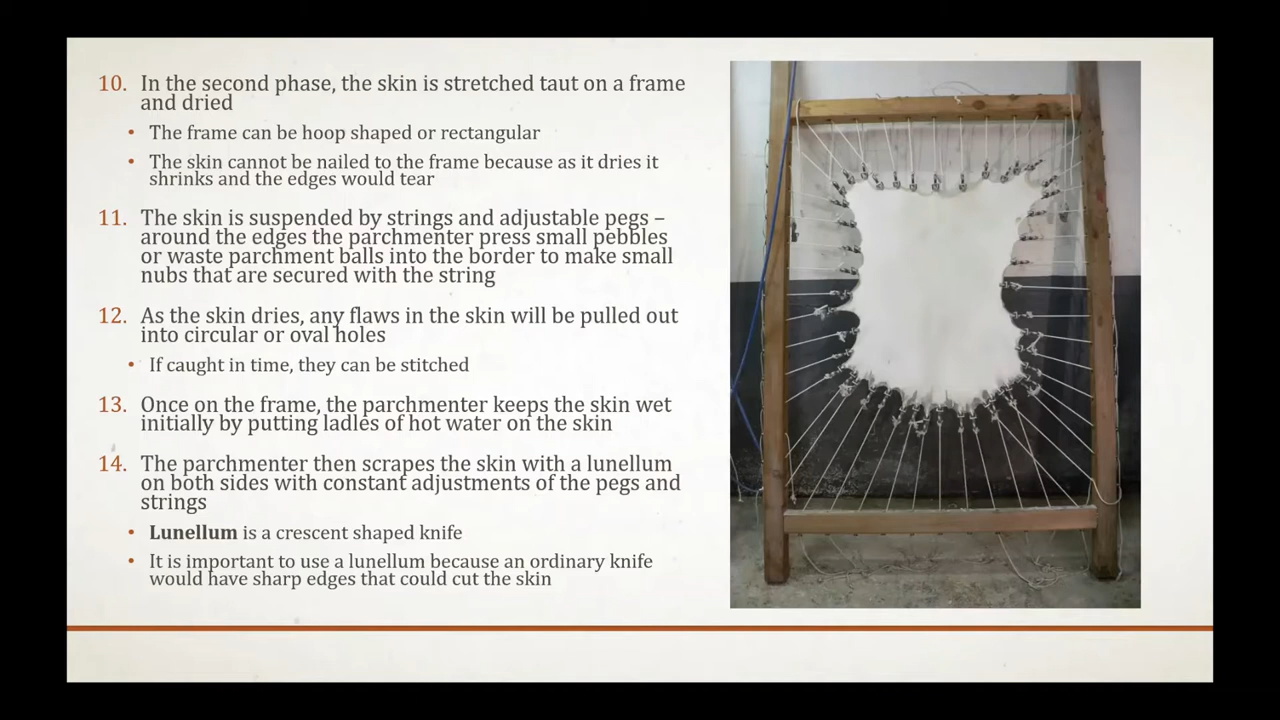 10. In the second phase, the skin is stretched taut on a frame
and dried
• The frame can be hoop shaped or rectangular
• The skin cannot be nailed to the frame because as it dries it
shrinks and the edges would tear
11. The skin is suspended by strings and adjustable pegs –
around the edges the parchmenter press small pebbles
or waste parchment balls into the border to make small
nubs that are secured with the string
12. As the skin dries, any flaws in the skin will be pulled out
into circular or oval holes
• If caught in time, they can be stitched
13. Once on the frame, the parchmenter keeps the skin wet
initially by putting ladles of hot water on the skin
14. The parchmenter then scrapes the skin with a lunellum
on both sides with constant adjustments of the pegs and
strings
• Lunellum is a crescent shaped knife
• It is important to use a lunellum because an ordinary knife
would have sharp edges that could cut the skin